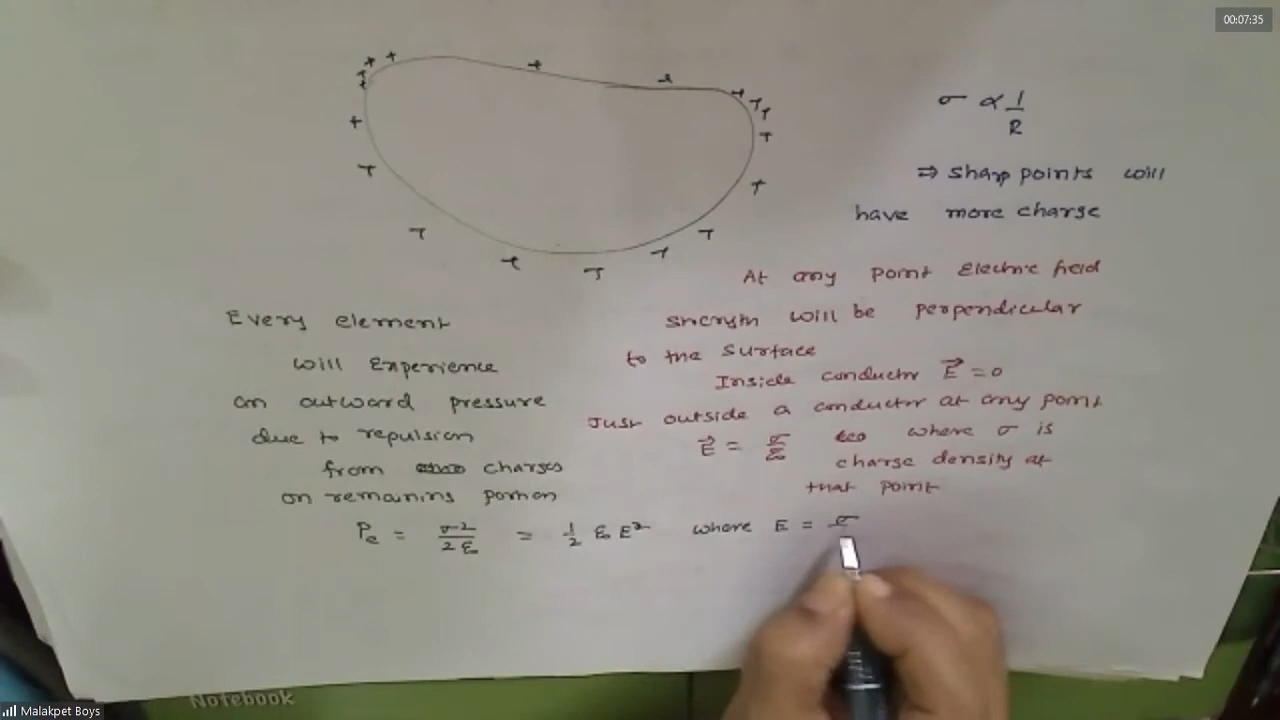 00:07:35
σ ∝ 1/R
⇒ sharp points will
have more charge
At any point Electric field
strength will be perpendicular
to the surface
Inside conductor E⃗ = 0
Just outside a conductor at any point
E⃗ = σ/ε₀ where σ is
charge density at
that point
Every element
will Experience
an outward pressure
due to repulsion
from charges
on remaining portion
Pₑ = σ²/2ε₀ = ½ ε₀ E² where E = σ
Notebook
Malakpet Boys